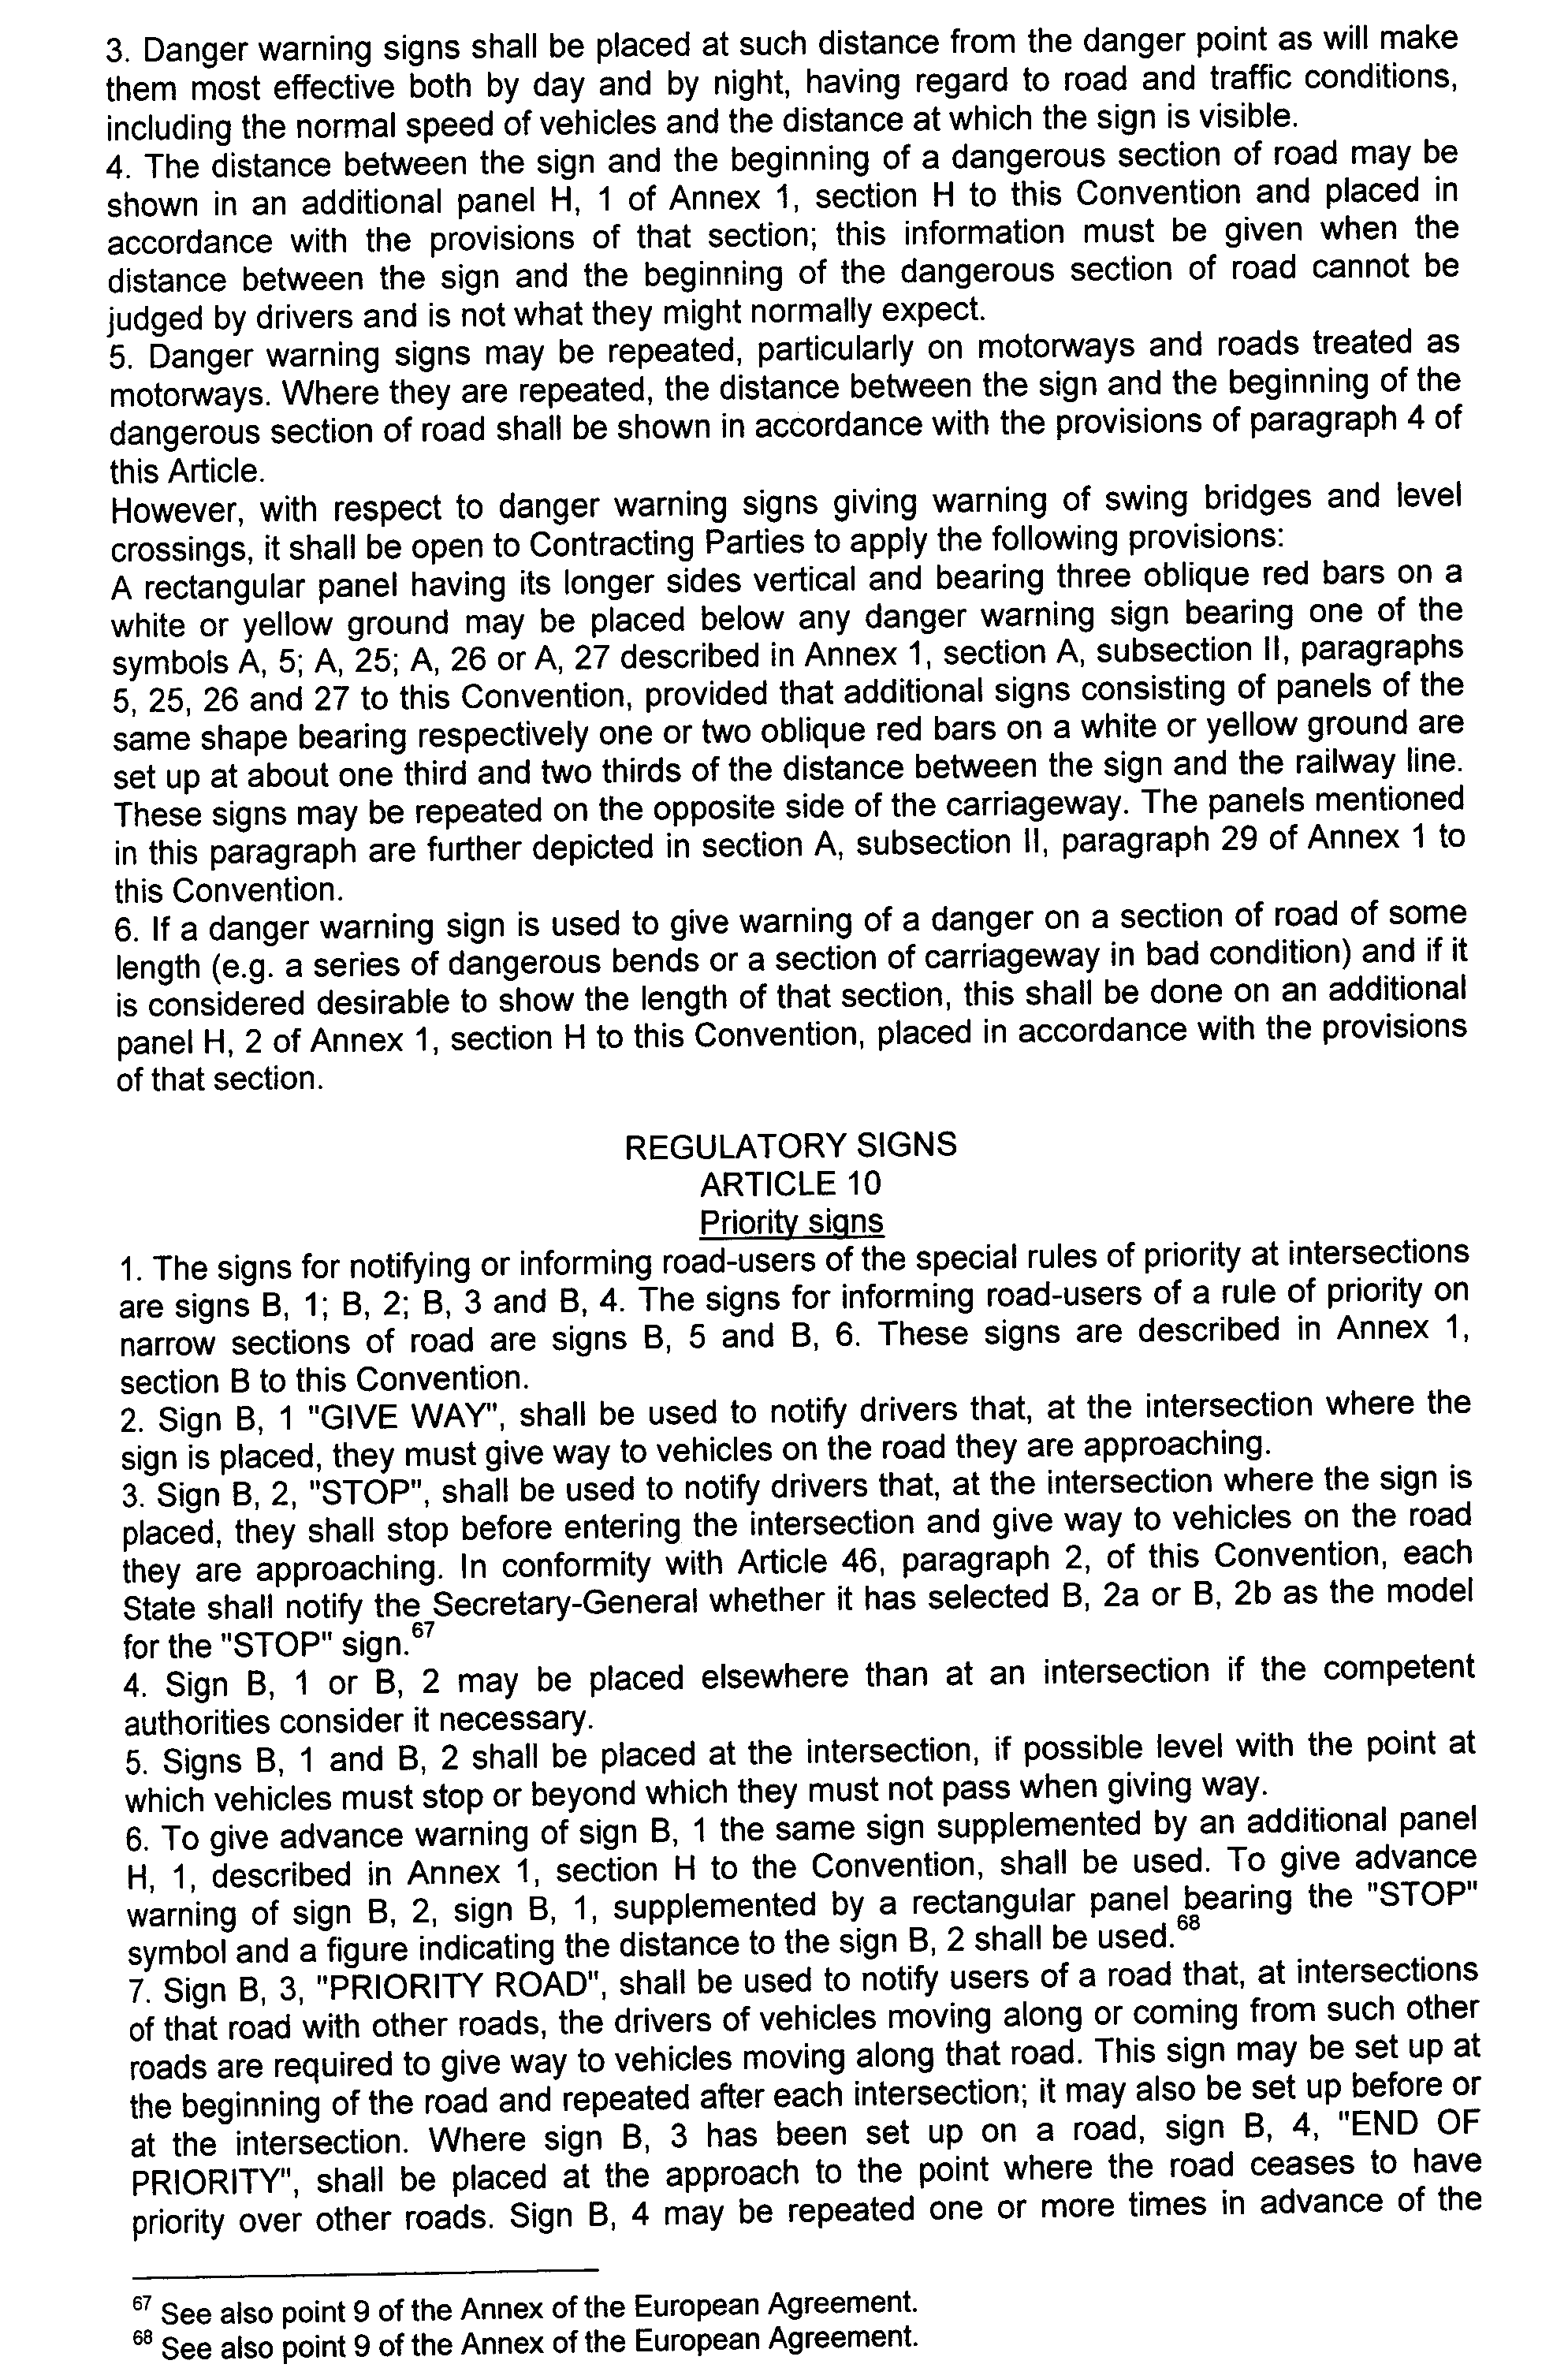 3. Danger warning signs shall be placed at such distance from the danger point as will make
them most effective both by day and by night, having regard to road and traffic conditions,
including the normal speed of vehicles and the distance at which the sign is visible.
4. The distance between the sign and the beginning of a dangerous section of road may be
shown in an additional panel H, 1 of Annex 1, section H to this Convention and placed in
accordance with the provisions of that section; this information must be given when the
distance between the sign and the beginning of the dangerous section of road cannot be
judged by drivers and is not what they might normally expect.
5. Danger warning signs may be repeated, particularly on motorways and roads treated as
motorways. Where they are repeated, the distance between the sign and the beginning of the
dangerous section of road shall be shown in accordance with the provisions of paragraph 4 of
this Article.
However, with respect to danger warning signs giving warning of swing bridges and level
crossings, it shall be open to Contracting Parties to apply the following provisions:
A rectangular panel having its longer sides vertical and bearing three oblique red bars on a
white or yellow ground may be placed below any danger warning sign bearing one of the
symbols A, 5; A, 25; A, 26 or A, 27 described in Annex 1, section A, subsection II, paragraphs
5, 25, 26 and 27 to this Convention, provided that additional signs consisting of panels of the
same shape bearing respectively one or two oblique red bars on a white or yellow ground are
set up at about one third and two thirds of the distance between the sign and the railway line.
These signs may be repeated on the opposite side of the carriageway. The panels mentioned
in this paragraph are further depicted in section A, subsection II, paragraph 29 of Annex 1 to
this Convention.
6. If a danger warning sign is used to give warning of a danger on a section of road of some
length (e.g. a series of dangerous bends or a section of carriageway in bad condition) and if it
is considered desirable to show the length of that section, this shall be done on an additional
panel H, 2 of Annex 1, section H to this Convention, placed in accordance with the provisions
of that section.
REGULATORY SIGNS
ARTICLE 10
Priority signs
1. The signs for notifying or informing road-users of the special rules of priority at intersections
are signs B, 1; B, 2; B, 3 and B, 4. The signs for informing road-users of a rule of priority on
narrow sections of road are signs B, 5 and B, 6. These signs are described in Annex 1,
section B to this Convention.
2. Sign B, 1 "GIVE WAY", shall be used to notify drivers that, at the intersection where the
sign is placed, they must give way to vehicles on the road they are approaching.
3. Sign B, 2, "STOP", shall be used to notify drivers that, at the intersection where the sign is
placed, they shall stop before entering the intersection and give way to vehicles on the road
they are approaching. In conformity with Article 46, paragraph 2, of this Convention, each
State shall notify the Secretary-General whether it has selected B, 2a or B, 2b as the model
for the "STOP" sign.67
4. Sign B, 1 or B, 2 may be placed elsewhere than at an intersection if the competent
authorities consider it necessary.
5. Signs B, 1 and B, 2 shall be placed at the intersection, if possible level with the point at
which vehicles must stop or beyond which they must not pass when giving way.
6. To give advance warning of sign B, 1 the same sign supplemented by an additional panel
H, 1, described in Annex 1, section H to the Convention, shall be used. To give advance
warning of sign B, 2, sign B, 1, supplemented by a rectangular panel bearing the "STOP"
symbol and a figure indicating the distance to the sign B, 2 shall be used.68
7. Sign B, 3, "PRIORITY ROAD", shall be used to notify users of a road that, at intersections
of that road with other roads, the drivers of vehicles moving along or coming from such other
roads are required to give way to vehicles moving along that road. This sign may be set up at
the beginning of the road and repeated after each intersection; it may also be set up before or
at the intersection. Where sign B, 3 has been set up on a road, sign B, 4, "END OF
PRIORITY", shall be placed at the approach to the point where the road ceases to have
priority over other roads. Sign B, 4 may be repeated one or more times in advance of the
67 See also point 9 of the Annex of the European Agreement.
68 See also point 9 of the Annex of the European Agreement.